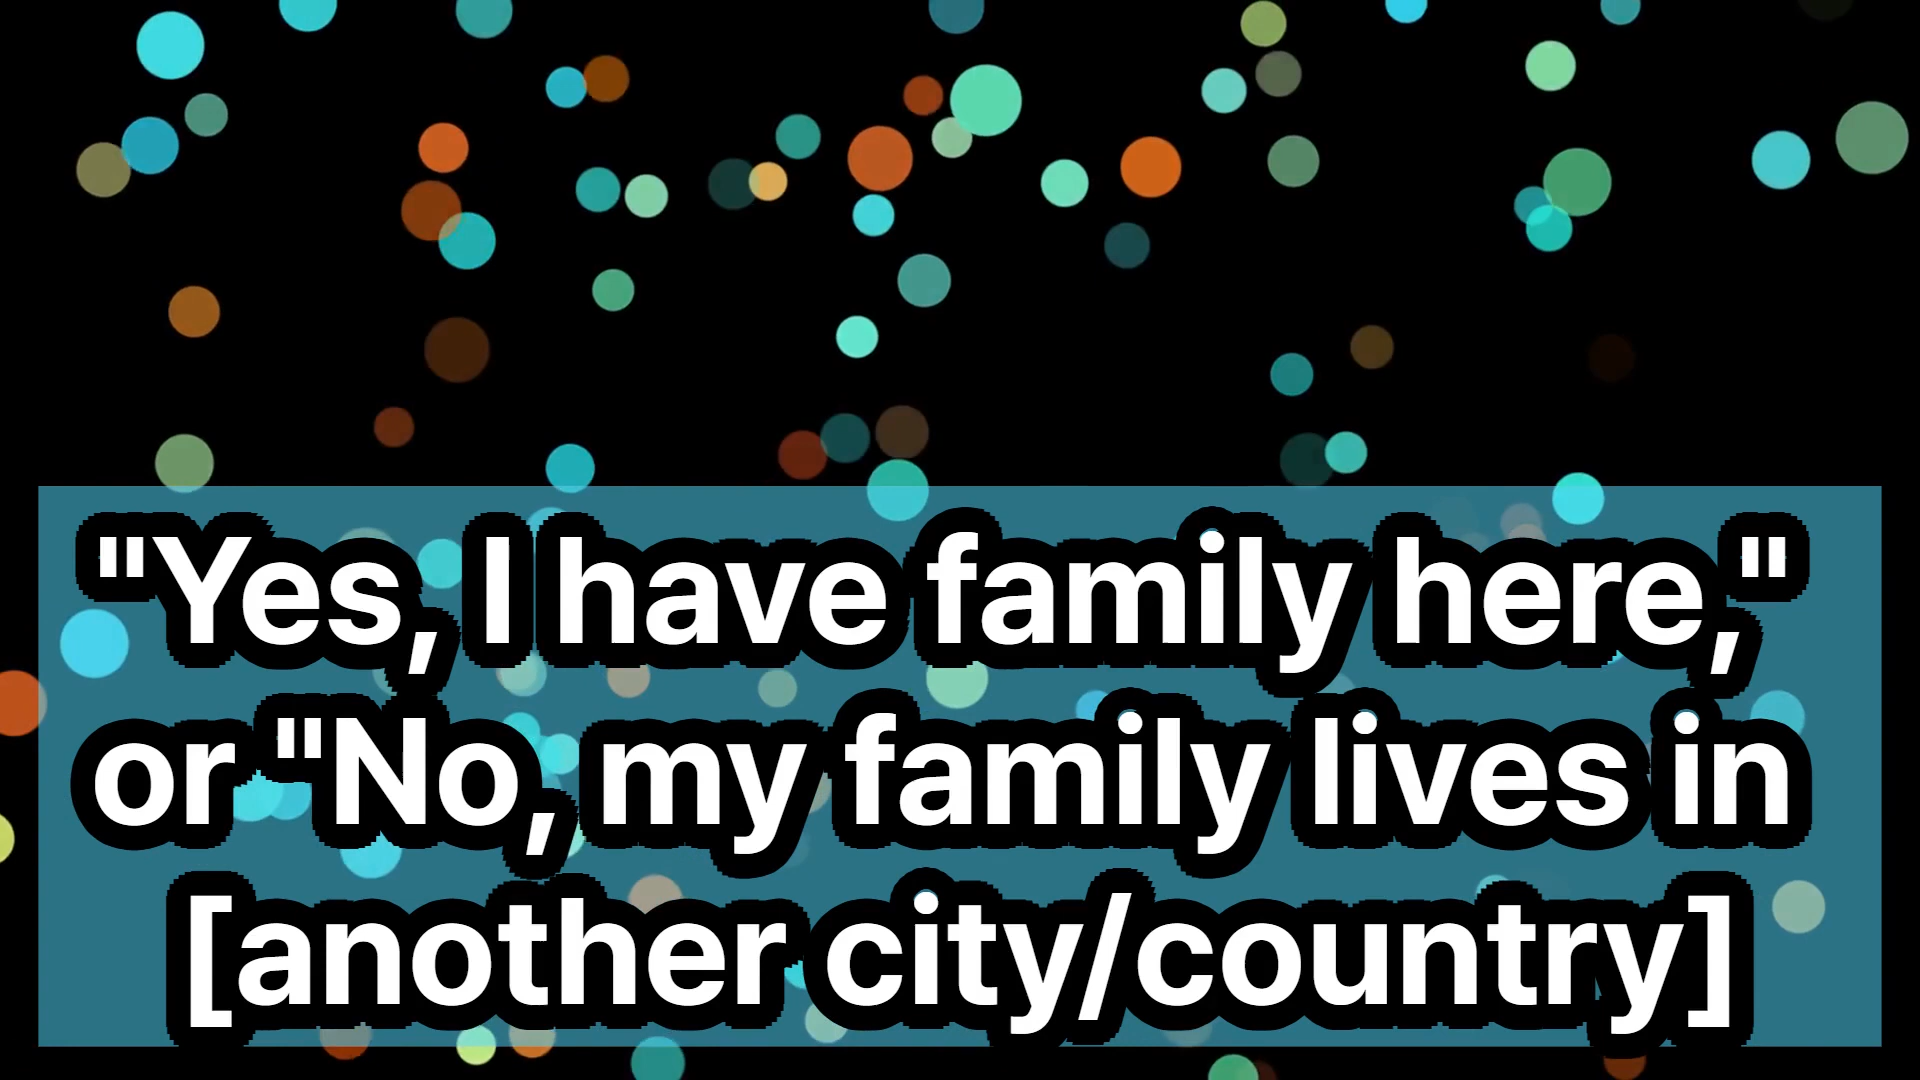 "Yes, I have family here,"
or "No, my family lives in
[another city/country]